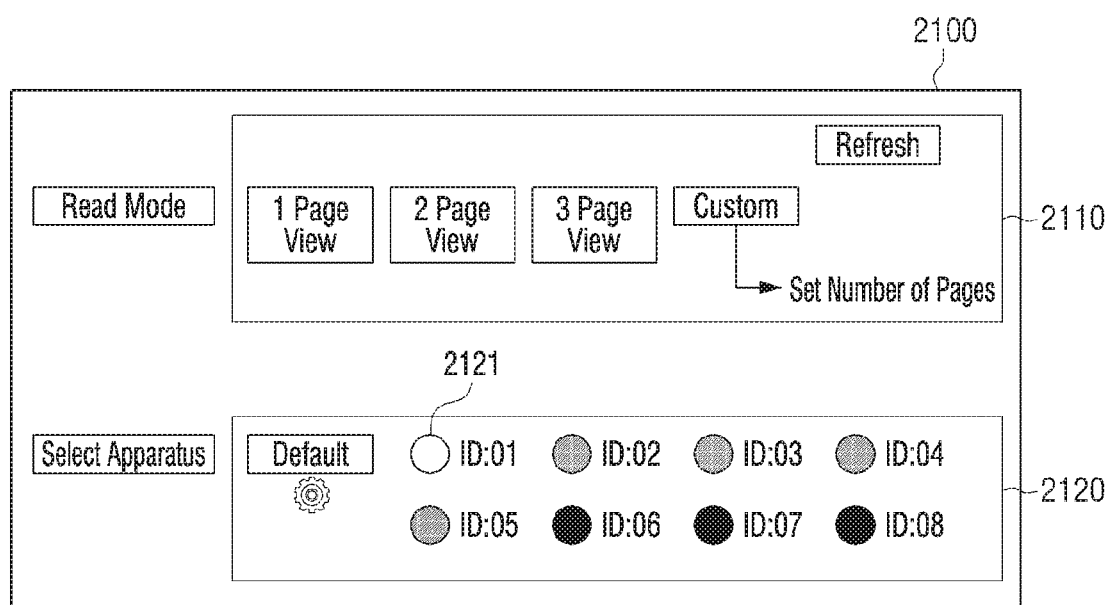 2100
Refresh
Read Mode
1 Page
View
2 Page
View
3 Page
View
Custom
2110
Set Number of Pages
2121
Select Apparatus
Default
ID:01
ID:02
ID:03
ID:04
2120
ID:05
ID:06
ID:07
ID:08